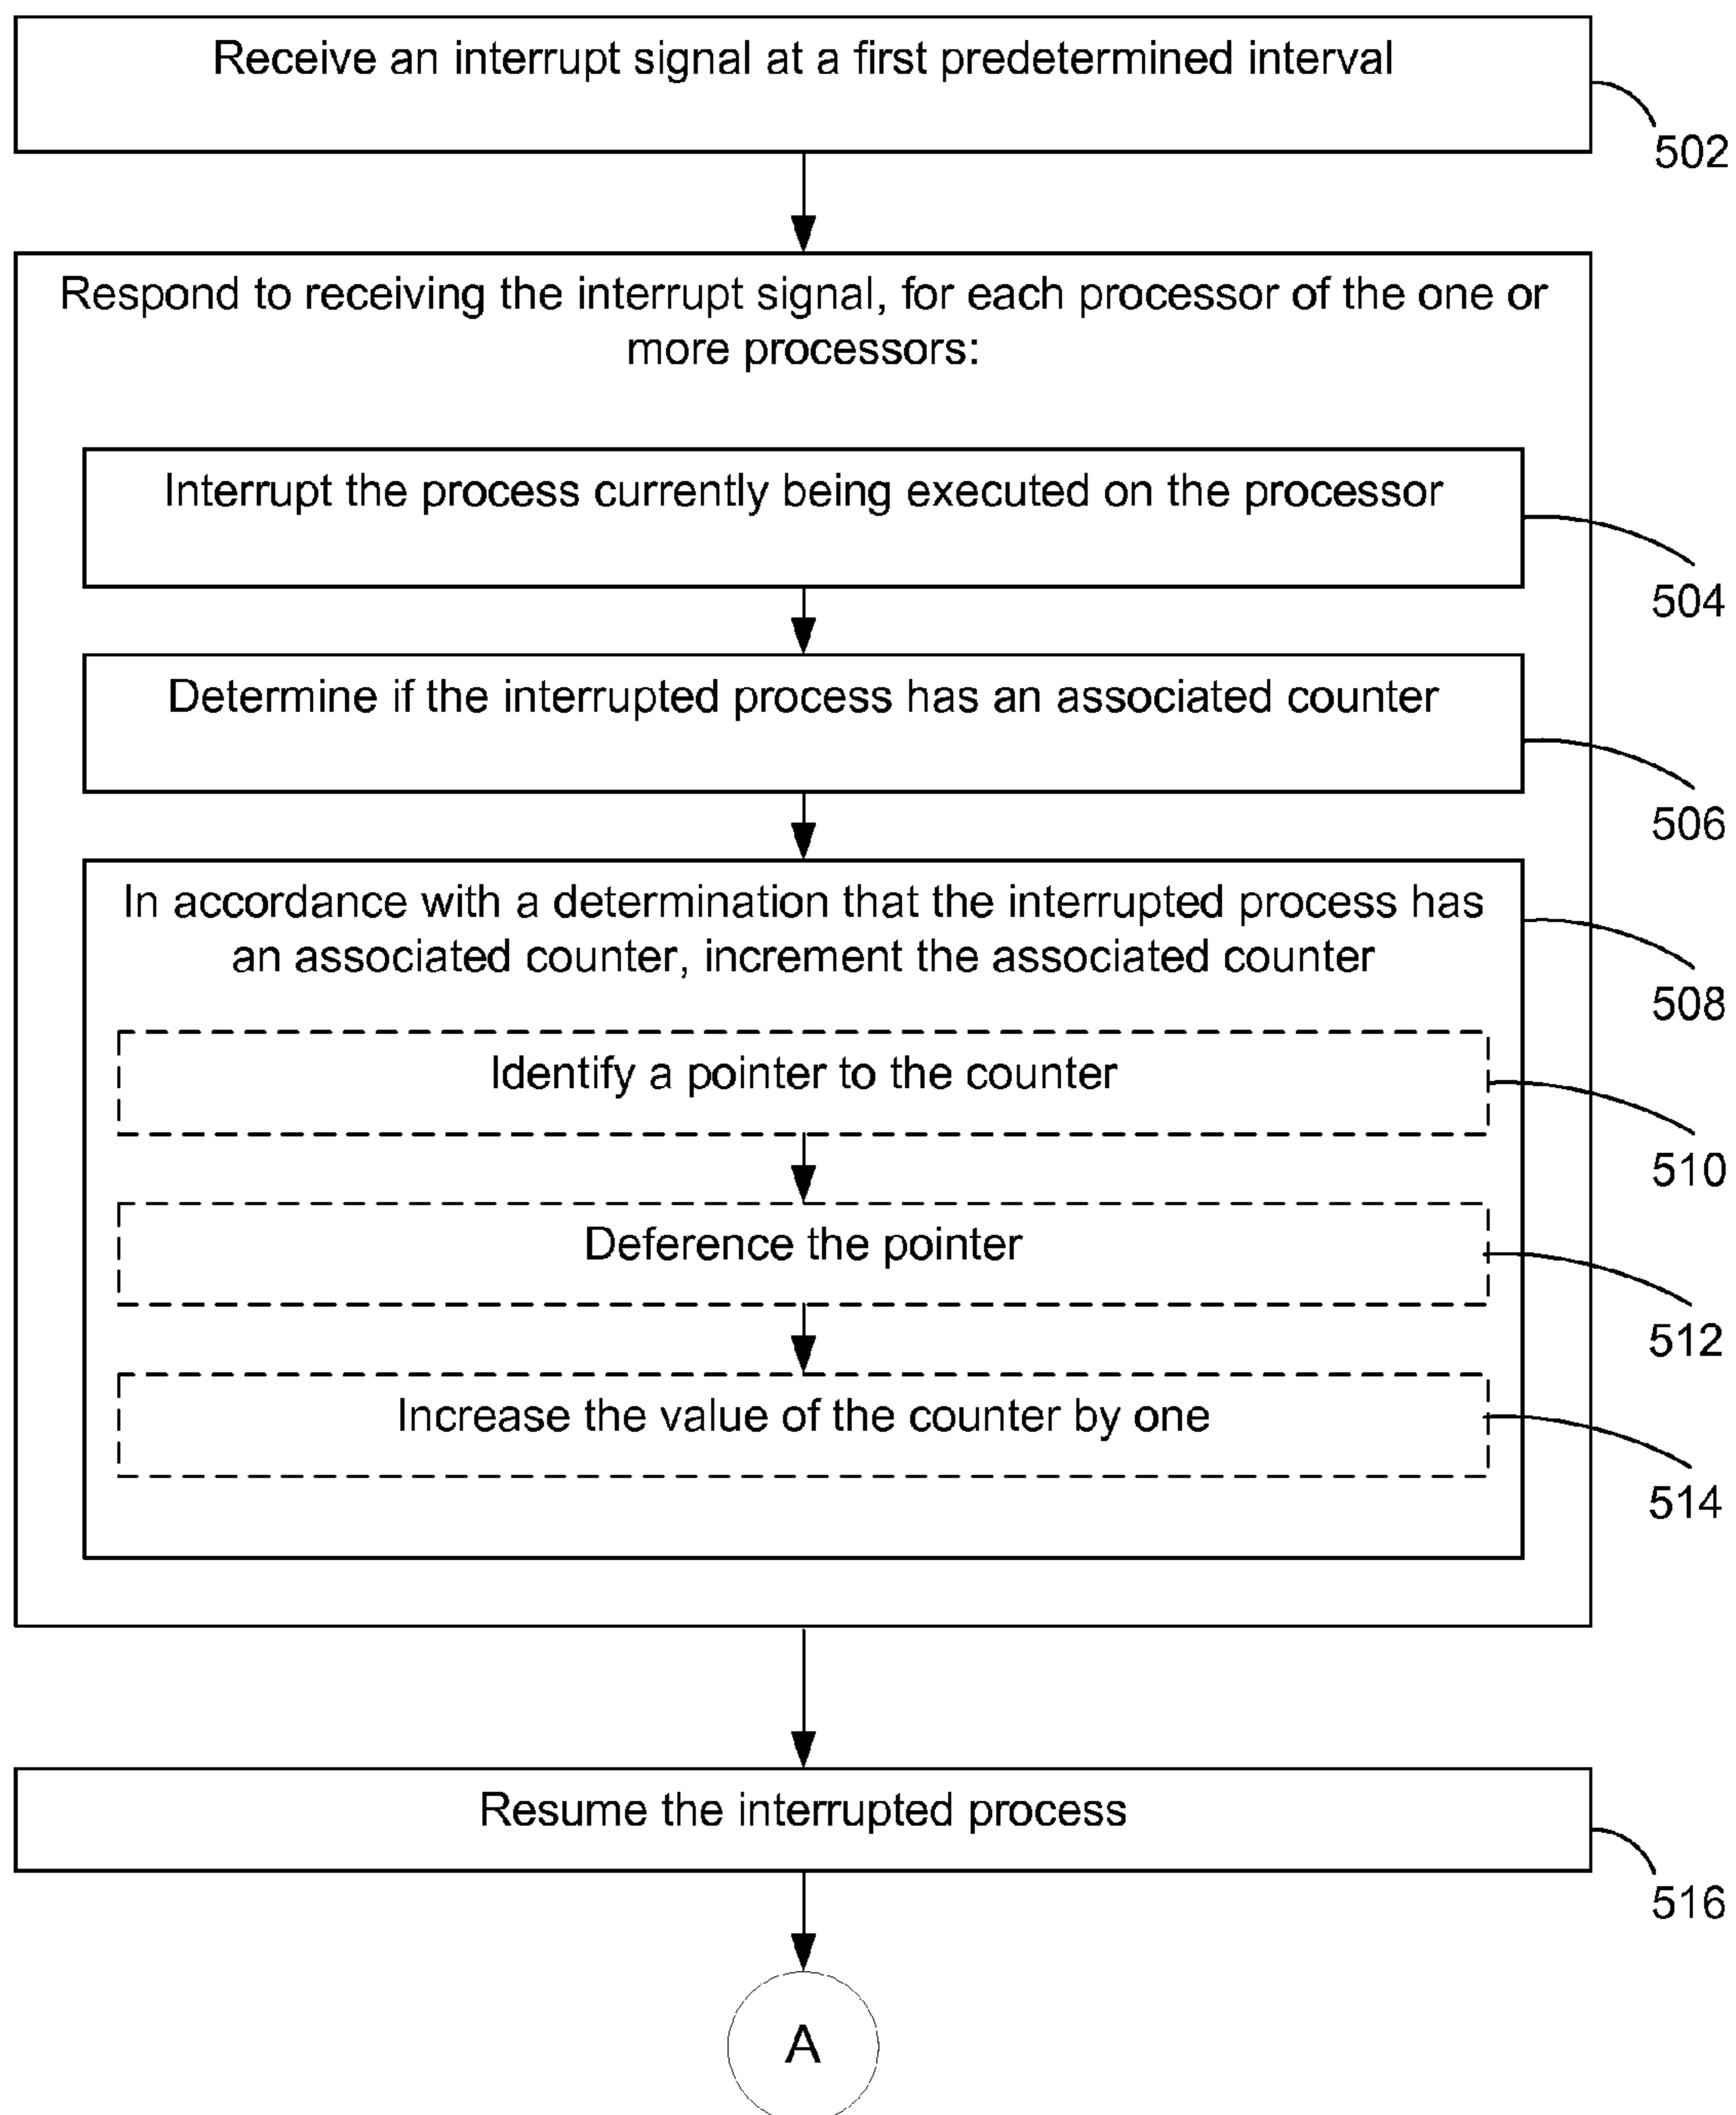 Receive an interrupt signal at a first predetermined interval
502
Respond to receiving the interrupt signal, for each processor of the one or
more processors:
Interrupt the process currently being executed on the processor
504
Determine if the interrupted process has an associated counter
506
In accordance with a determination that the interrupted process has
an associated counter, increment the associated counter
508
Identify a pointer to the counter
510
Deference the pointer
512
Increase the value of the counter by one
514
Resume the interrupted process
516
A